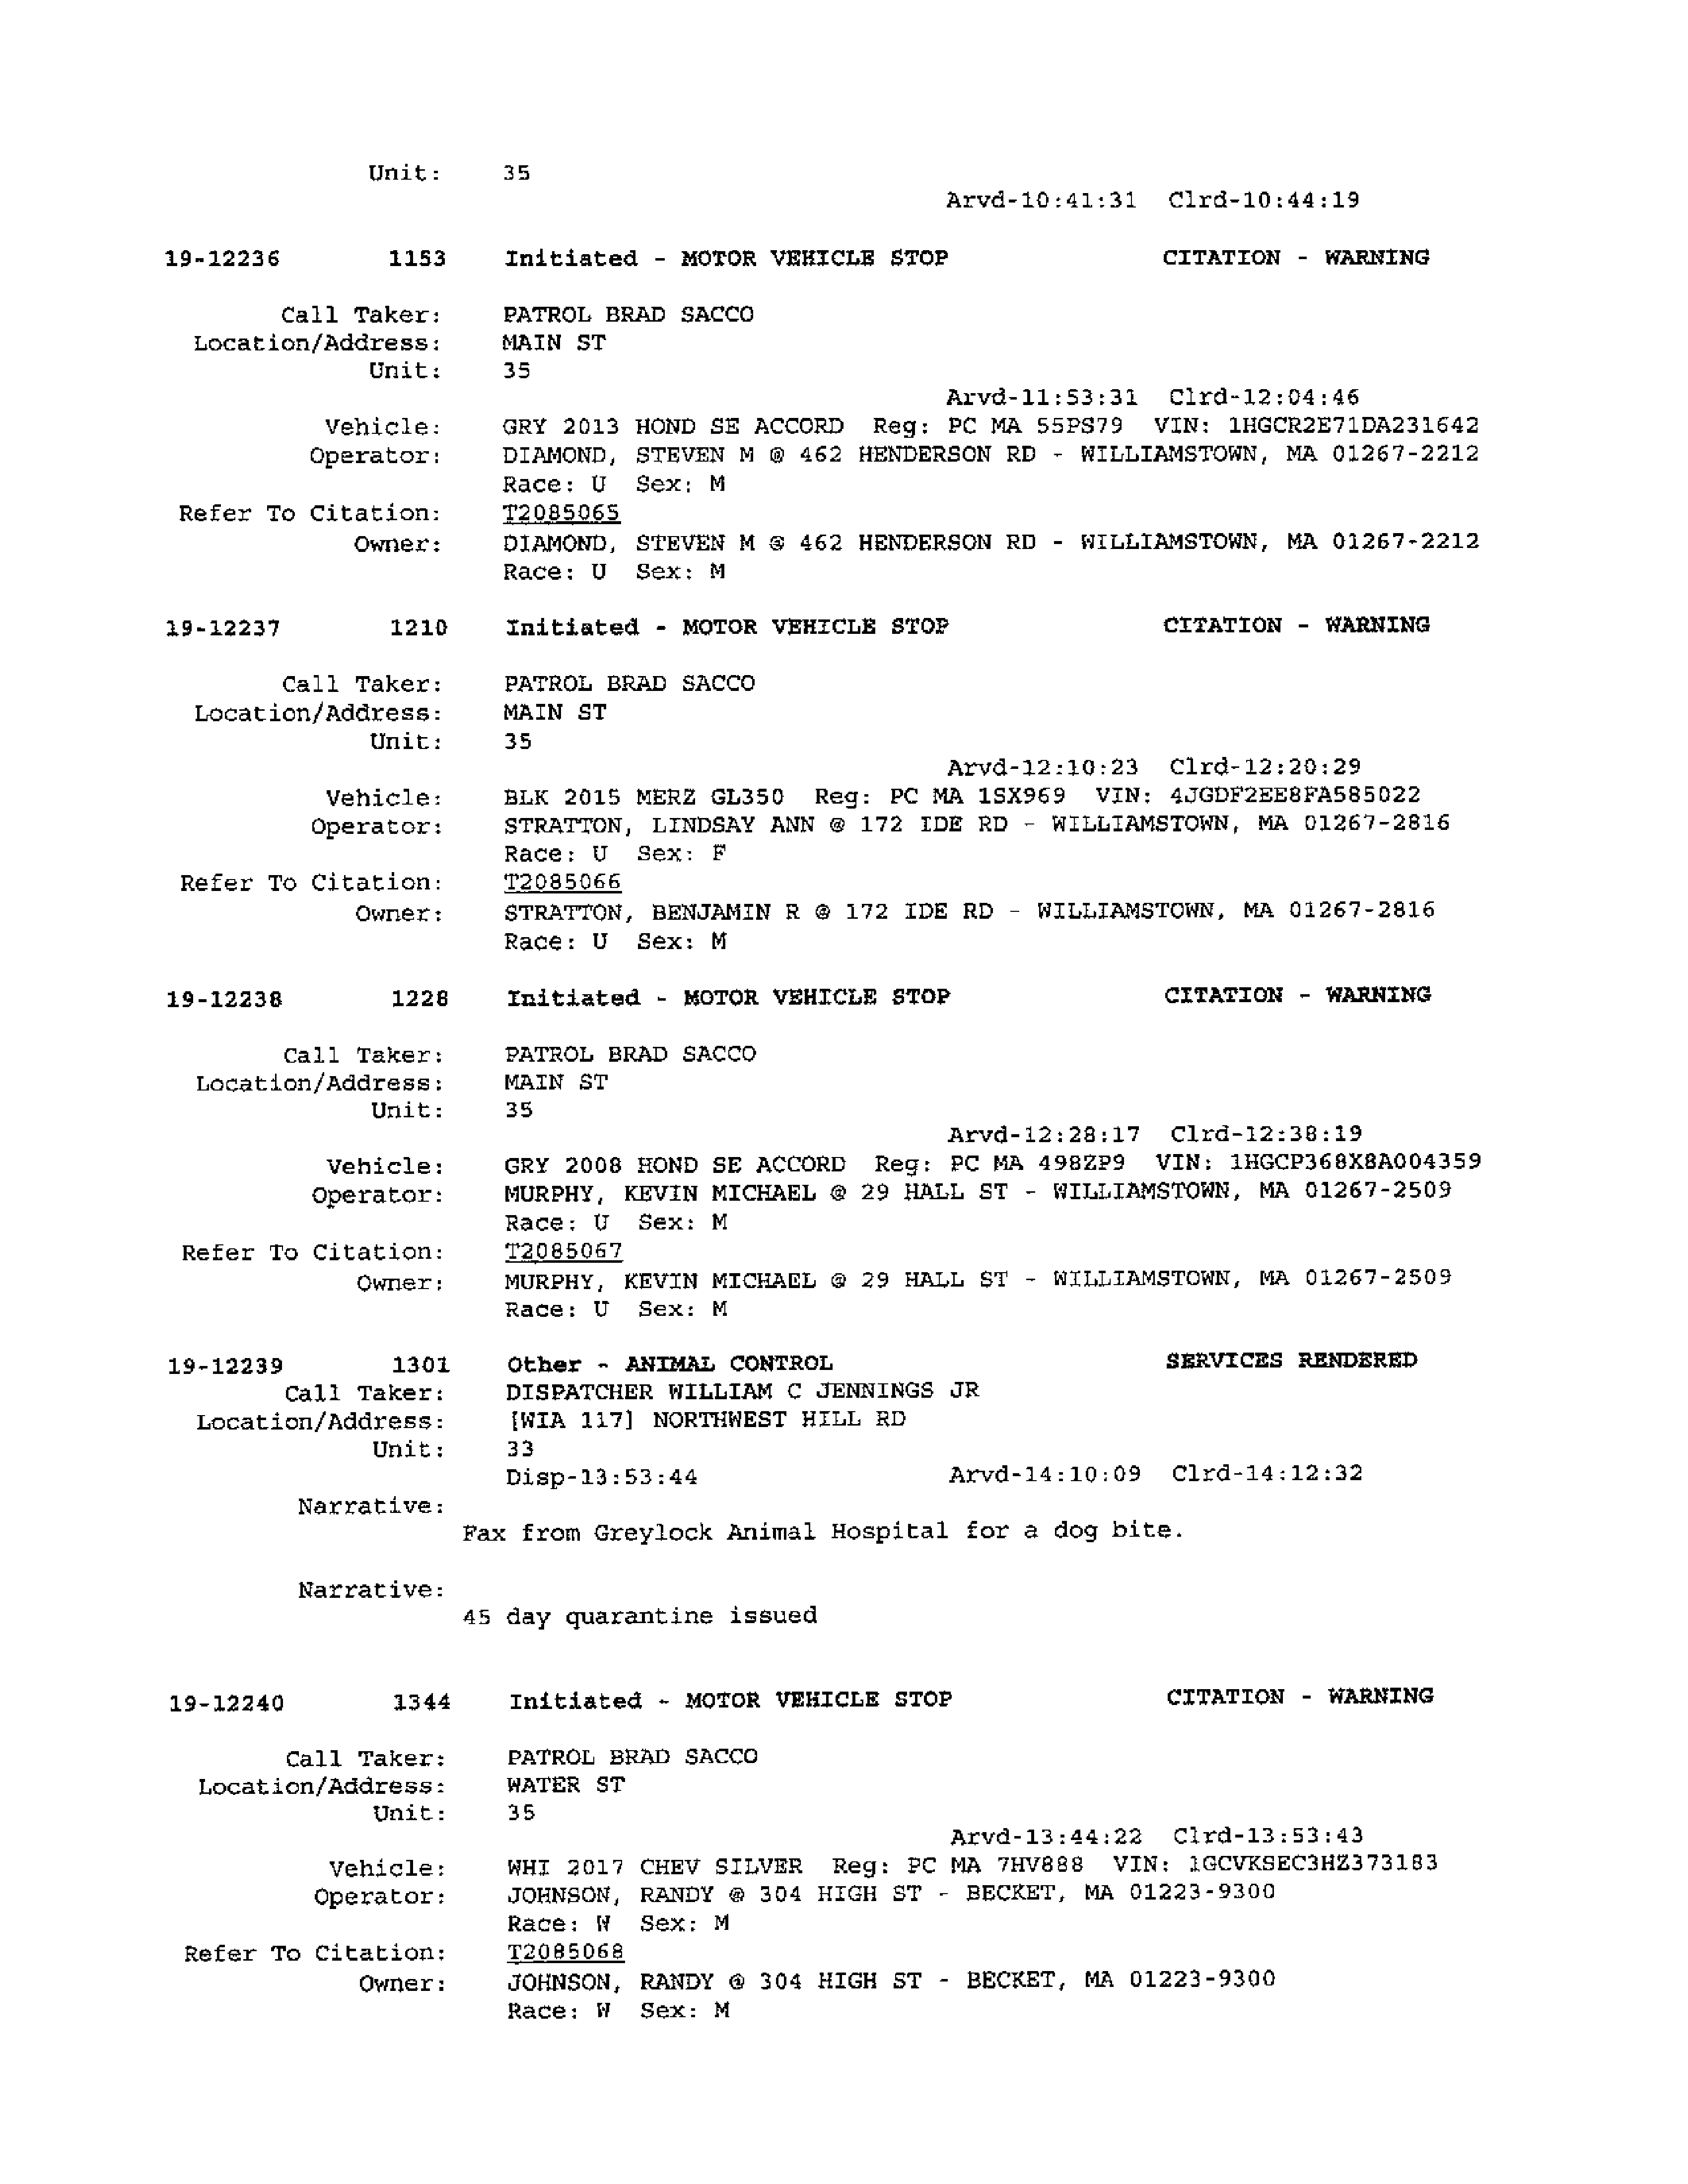 Unit: 35
Arvd-10:41:31 Clrd-10:44:19
19-12236 1153 Initiated - MOTOR VEHICLE STOP CITATION - WARNING
Call Taker: PATROL BRAD SACCO
Location/Address: MAIN ST
Unit: 35
Arvd-11:53:31 Clrd-12:04:46
Vehicle: GRY 2013 HOND SE ACCORD Reg: PC MA 55PS79 VIN: 1HGCR2E71DA231642
Operator: DIAMOND, STEVEN M @ 462 HENDERSON RD - WILLIAMSTOWN, MA 01267-2212
Race: U Sex: M
Refer To Citation: T2085065
Owner: DIAMOND, STEVEN M @ 462 HENDERSON RD - WILLIAMSTOWN, MA 01267-2212
Race: U Sex: M
19-12237 1210 Initiated - MOTOR VEHICLE STOP CITATION - WARNING
Call Taker: PATROL BRAD SACCO
Location/Address: MAIN ST
Unit: 35
Arvd-12:10:23 Clrd-12:20:29
Vehicle: BLK 2015 MERZ GL350 Reg: PC MA 1SX969 VIN: 4JGDF2EE8FA585022
Operator: STRATTON, LINDSAY ANN @ 172 IDE RD - WILLIAMSTOWN, MA 01267-2816
Race: U Sex: F
Refer To Citation: T2085066
Owner: STRATTON, BENJAMIN R @ 172 IDE RD - WILLIAMSTOWN, MA 01267-2816
Race: U Sex: M
19-12238 1228 Initiated - MOTOR VEHICLE STOP CITATION - WARNING
Call Taker: PATROL BRAD SACCO
Location/Address: MAIN ST
Unit: 35
Arvd-12:28:17 Clrd-12:38:19
Vehicle: GRY 2008 HOND SE ACCORD Reg: PC MA 498ZP9 VIN: 1HGCP368X8A004359
Operator: MURPHY, KEVIN MICHAEL @ 29 HALL ST - WILLIAMSTOWN, MA 01267-2509
Race: U Sex: M
Refer To Citation: T2085067
Owner: MURPHY, KEVIN MICHAEL @ 29 HALL ST - WILLIAMSTOWN, MA 01267-2509
Race: U Sex: M
19-12239 1301 Other - ANIMAL CONTROL SERVICES RENDERED
Call Taker: DISPATCHER WILLIAM C JENNINGS JR
Location/Address: [WIA 117] NORTHWEST HILL RD
Unit: 33
Disp-13:53:44 Arvd-14:10:09 Clrd-14:12:32
Narrative:
Fax from Greylock Animal Hospital for a dog bite.
Narrative:
45 day quarantine issued
19-12240 1344 Initiated - MOTOR VEHICLE STOP CITATION - WARNING
Call Taker: PATROL BRAD SACCO
Location/Address: WATER ST
Unit: 35
Arvd-13:44:22 Clrd-13:53:43
Vehicle: WHI 2017 CHEV SILVER Reg: PC MA 7HV888 VIN: 1GCVKSEC3HZ373183
Operator: JOHNSON, RANDY @ 304 HIGH ST - BECKET, MA 01223-9300
Race: W Sex: M
Refer To Citation: T2085068
Owner: JOHNSON, RANDY @ 304 HIGH ST - BECKET, MA 01223-9300
Race: W Sex: M